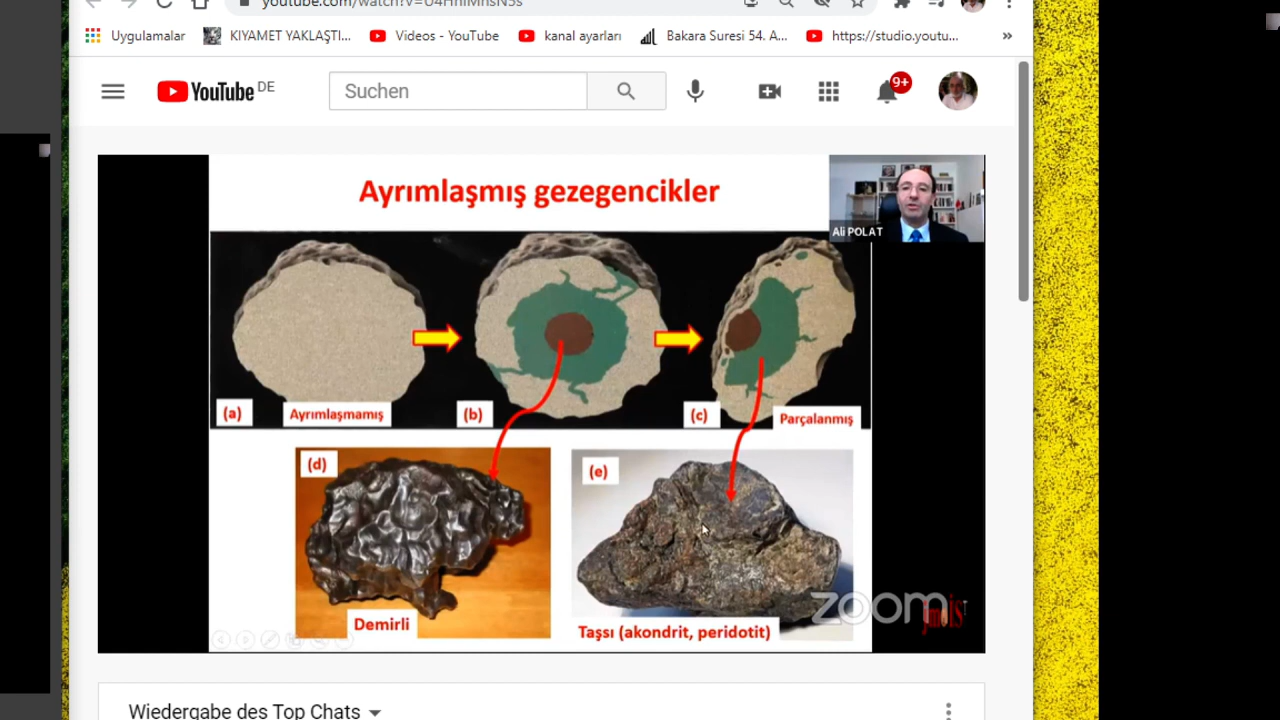 youtube.com/watch?v=
Uygulamalar
KIYAMET YAKLAŞTI...
Videos - YouTube
kanal ayarları
Bakara Suresi 54. A...
https://studio.youtu...
»
YouTube DE
Suchen
9+
Ayrımlaşmış gezegencikler
Ali POLAT
(a)
Ayrımlaşmamış
(b)
(c)
Parçalanmış
(d)
(e)
Demirli
Taşsı (akondrit, peridotit)
zoom
Wiedergabe des Top Chats